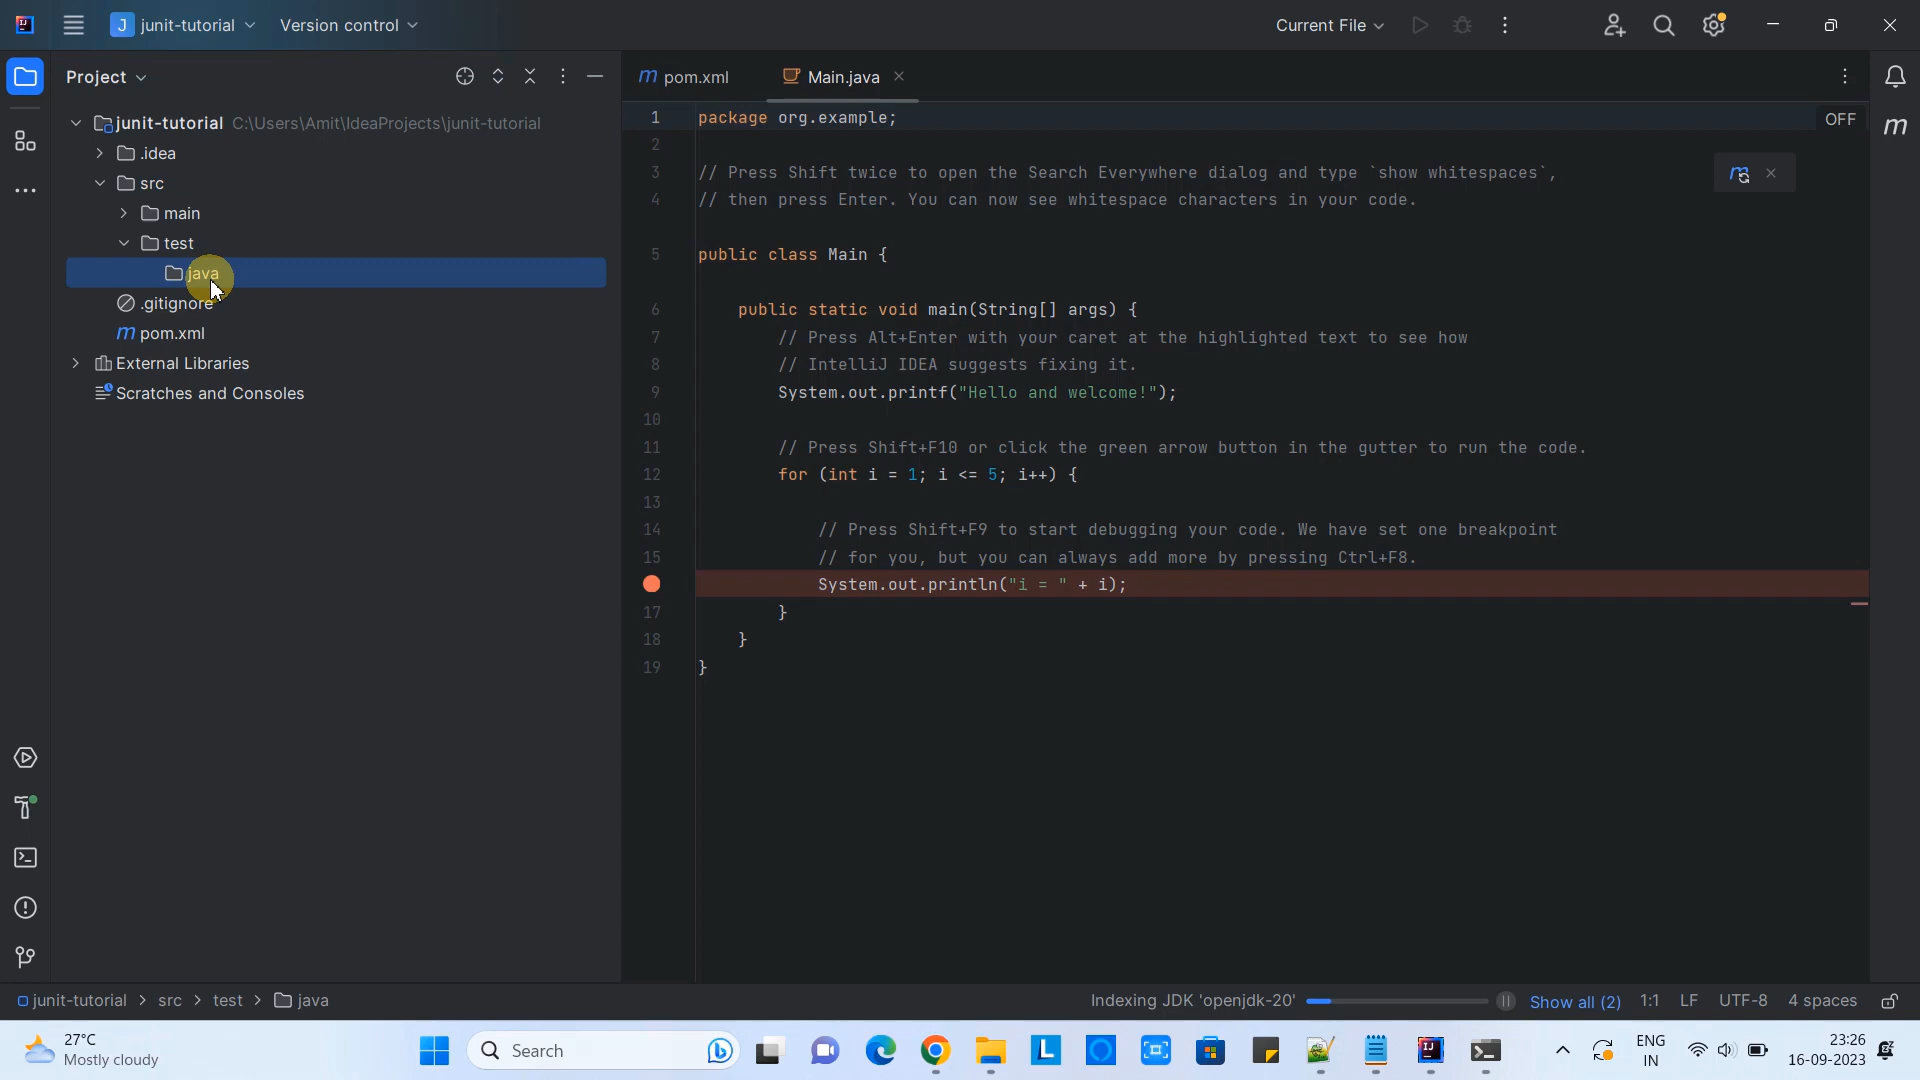 J junit-tutorial Version control Current File
Project
junit-tutorial C:\Users\Amit\IdeaProjects\junit-tutorial
.idea
src
main
test
java
.gitignore
m pom.xml
External Libraries
Scratches and Consoles
m pom.xml Main.java
OFF
1 package org.example;
2
3 // Press Shift twice to open the Search Everywhere dialog and type `show whitespaces`,
4 // then press Enter. You can now see whitespace characters in your code.
5 public class Main {
6 public static void main(String[] args) {
7 // Press Alt+Enter with your caret at the highlighted text to see how
8 // IntelliJ IDEA suggests fixing it.
9 System.out.printf("Hello and welcome!");
10
11 // Press Shift+F10 or click the green arrow button in the gutter to run the code.
12 for (int i = 1; i <= 5; i++) {
13
14 // Press Shift+F9 to start debugging your code. We have set one breakpoint
15 // for you, but you can always add more by pressing Ctrl+F8.
System.out.println("i = " + i);
17 }
18 }
19 }
junit-tutorial > src > test > java
Indexing JDK 'openjdk-20' Show all (2) 1:1 LF UTF-8 4 spaces
27°C
Mostly cloudy
Search
ENG
IN
23:26
16-09-2023